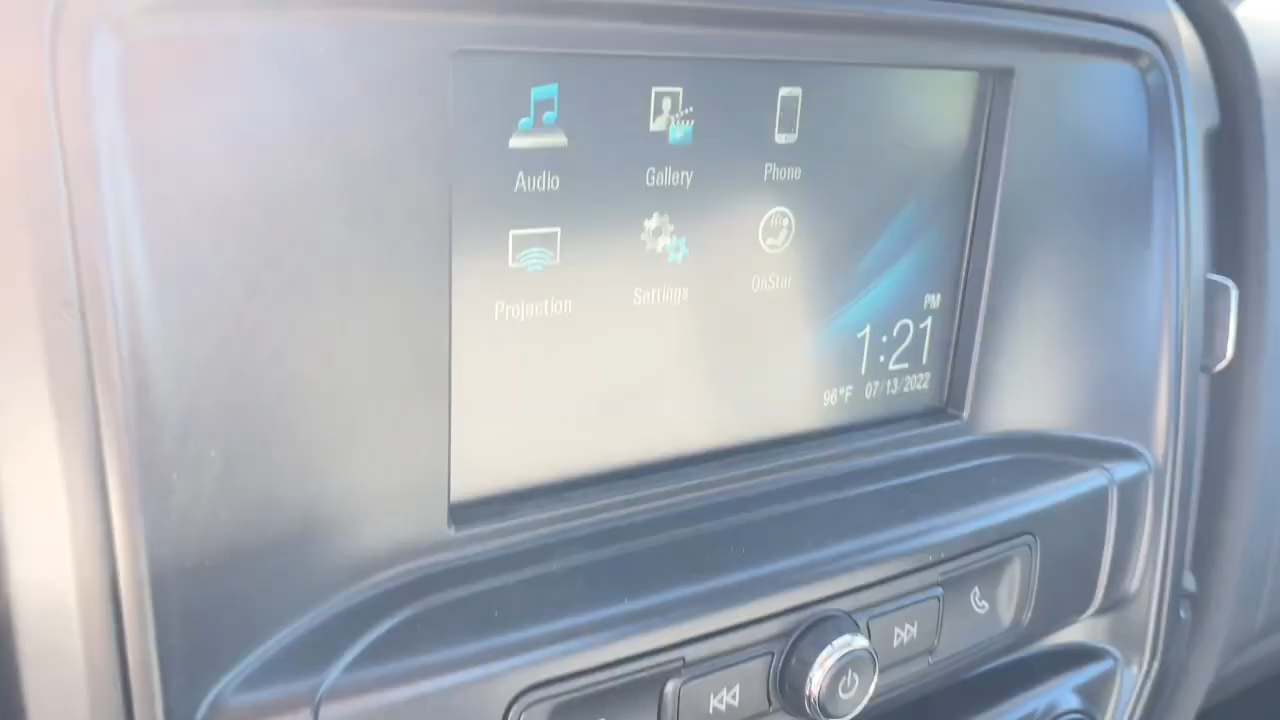 Audio
Gallery
Phone
Projection
Settings
OnStar
PM
1:21
96°F 07/13/2022